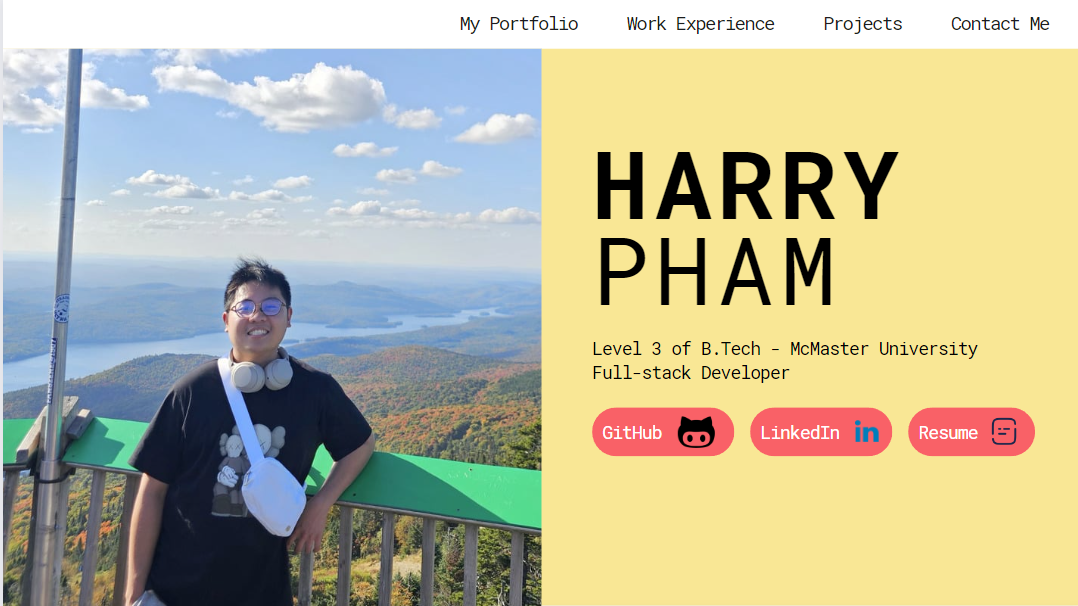 My Portfolio Work Experience Projects Contact Me
HARRY
PHAM
Level 3 of B.Tech - McMaster University
Full-stack Developer
GitHub LinkedIn in Resume